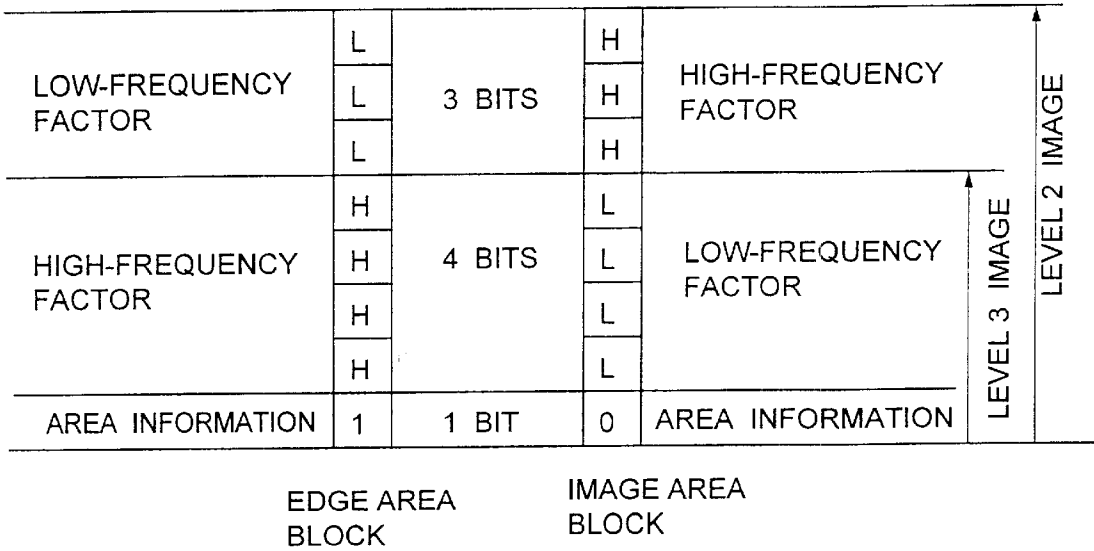 L
H
LOW-FREQUENCY
FACTOR
L
3 BITS
H
HIGH-FREQUENCY
FACTOR
L
H
LEVEL 2 IMAGE
H
L
HIGH-FREQUENCY
FACTOR
H
4 BITS
L
LOW-FREQUENCY
FACTOR
H
L
H
L
LEVEL 3 IMAGE
AREA INFORMATION
1
1 BIT
0
AREA INFORMATION
EDGE AREA
BLOCK
IMAGE AREA
BLOCK